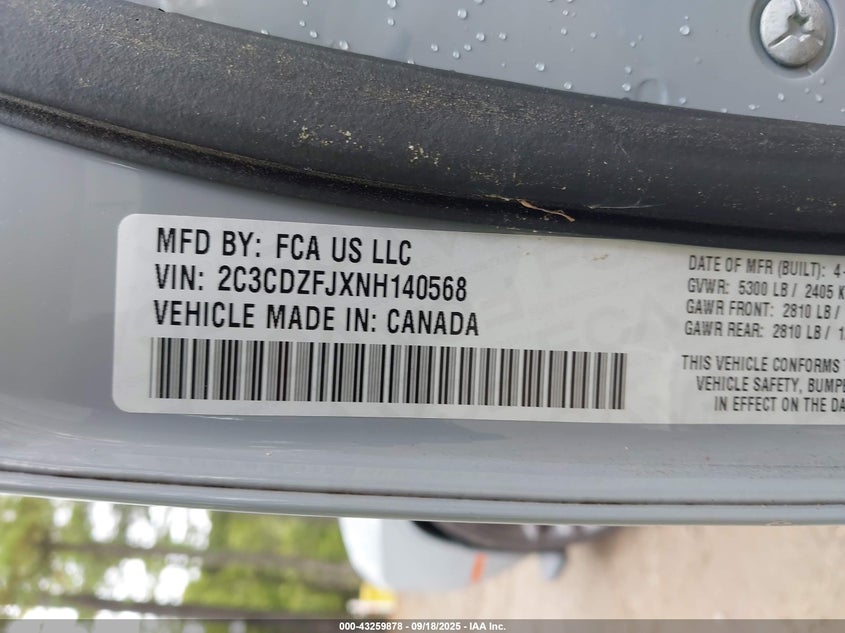 MFD BY: FCA US LLC
VIN: 2C3CDZFJXNH140568
VEHICLE MADE IN: CANADA
DATE OF MFR (BUILT): 4-
GVWR: 5300 LB / 2405 K
GAWR FRONT: 2810 LB /
GAWR REAR: 2810 LB / 1
THIS VEHICLE CONFORMS
VEHICLE SAFETY, BUMPE
IN EFFECT ON THE DA
000-43259878 - 09/18/2025 - IAA Inc.